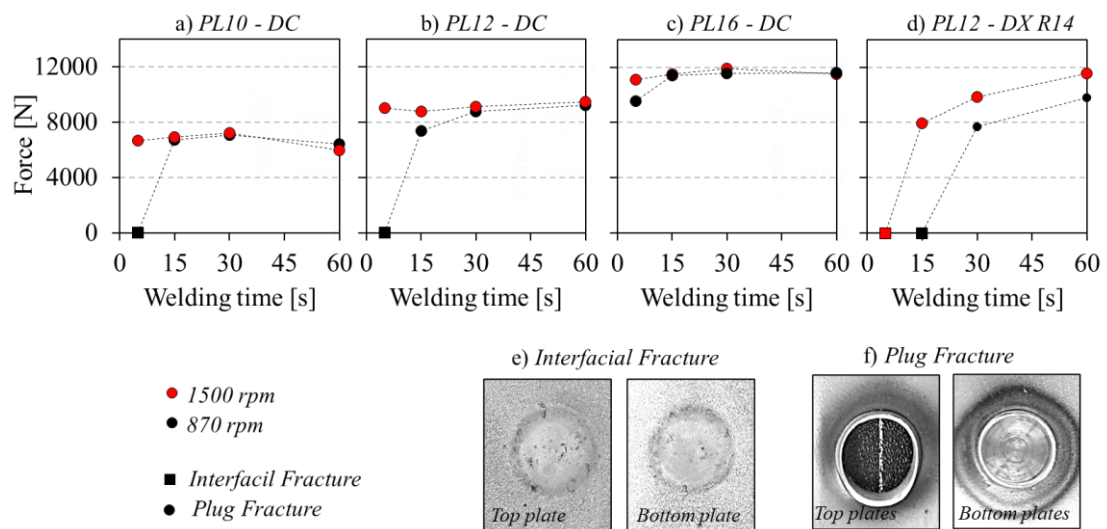 a) PL10 - DC
b) PL12 - DC
c) PL16 - DC
d) PL12 - DX R14
Force [N]
12000
8000
4000
0
0 15 30 45 60
0 15 30 45 60
0 15 30 45 60
0 15 30 45 60
Welding time [s]
Welding time [s]
Welding time [s]
Welding time [s]
e) Interfacial Fracture
f) Plug Fracture
1500 rpm
870 rpm
Interfacil Fracture
Plug Fracture
Top plate
Bottom plate
Top plates
Bottom plates